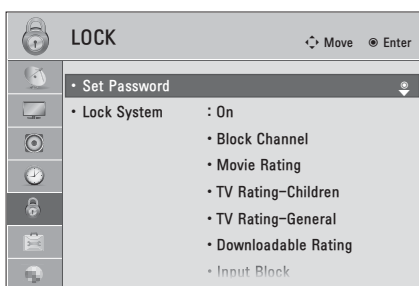 LOCK Move Enter
• Set Password
• Lock System : On
• Block Channel
• Movie Rating
• TV Rating-Children
• TV Rating-General
• Downloadable Rating
• Input Block